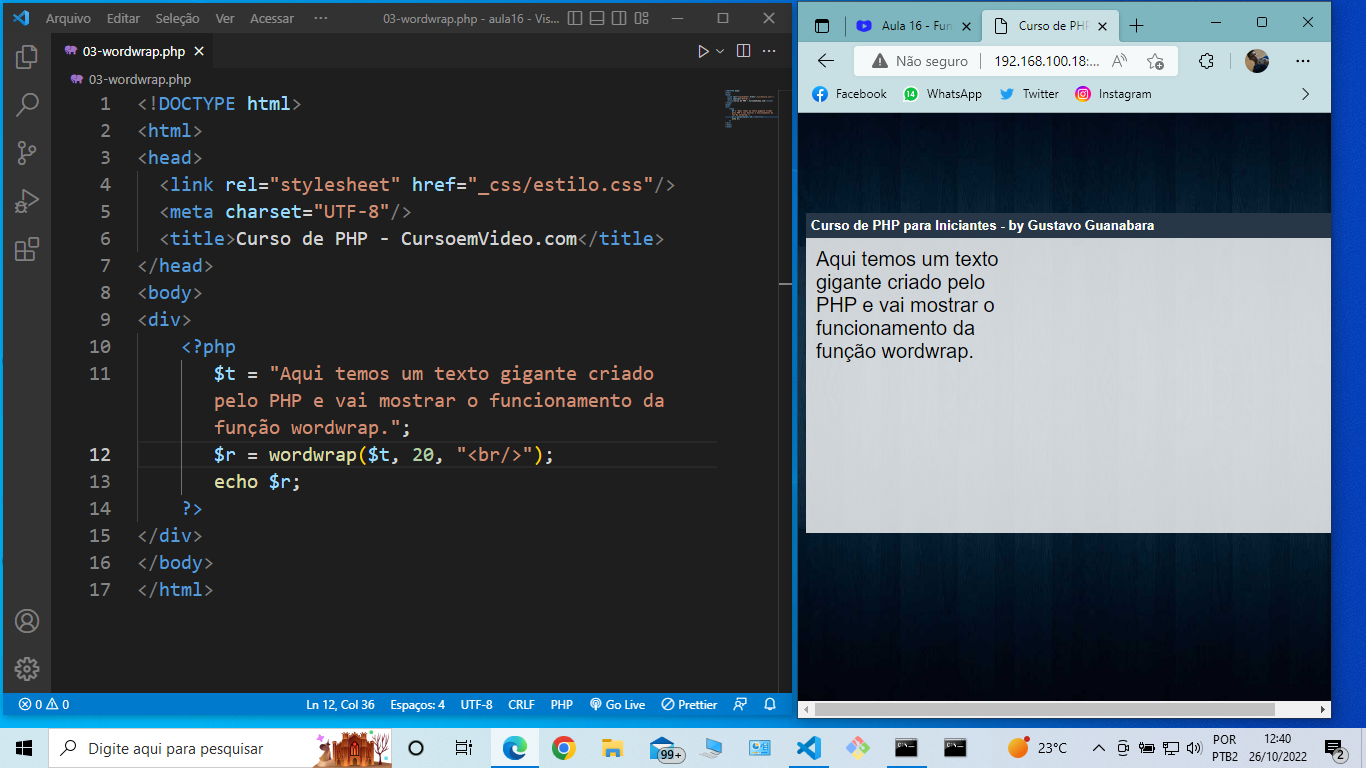 Arquivo Editar Seleção Ver Acessar ··· 03-wordwrap.php - aula16 - Vis...
03-wordwrap.php
03-wordwrap.php
1 <!DOCTYPE html>
2 <html>
3 <head>
4 <link rel="stylesheet" href="_css/estilo.css"/>
5 <meta charset="UTF-8"/>
6 <title>Curso de PHP - CursoemVideo.com</title>
7 </head>
8 <body>
9 <div>
10 <?php
11 $t = "Aqui temos um texto gigante criado
pelo PHP e vai mostrar o funcionamento da
função wordwrap.";
12 $r = wordwrap($t, 20, "<br/>");
13 echo $r;
14 ?>
15 </div>
16 </body>
17 </html>
0 0 Ln 12, Col 36 Espaços: 4 UTF-8 CRLF PHP Go Live Prettier
Aula 16 - Fun Curso de PHP
Não seguro 192.168.100.18:...
Facebook WhatsApp Twitter Instagram
Curso de PHP para Iniciantes - by Gustavo Guanabara
Aqui temos um texto
gigante criado pelo
PHP e vai mostrar o
funcionamento da
função wordwrap.
Digite aqui para pesquisar 99+ 23°C POR PTB2 12:40 26/10/2022 2